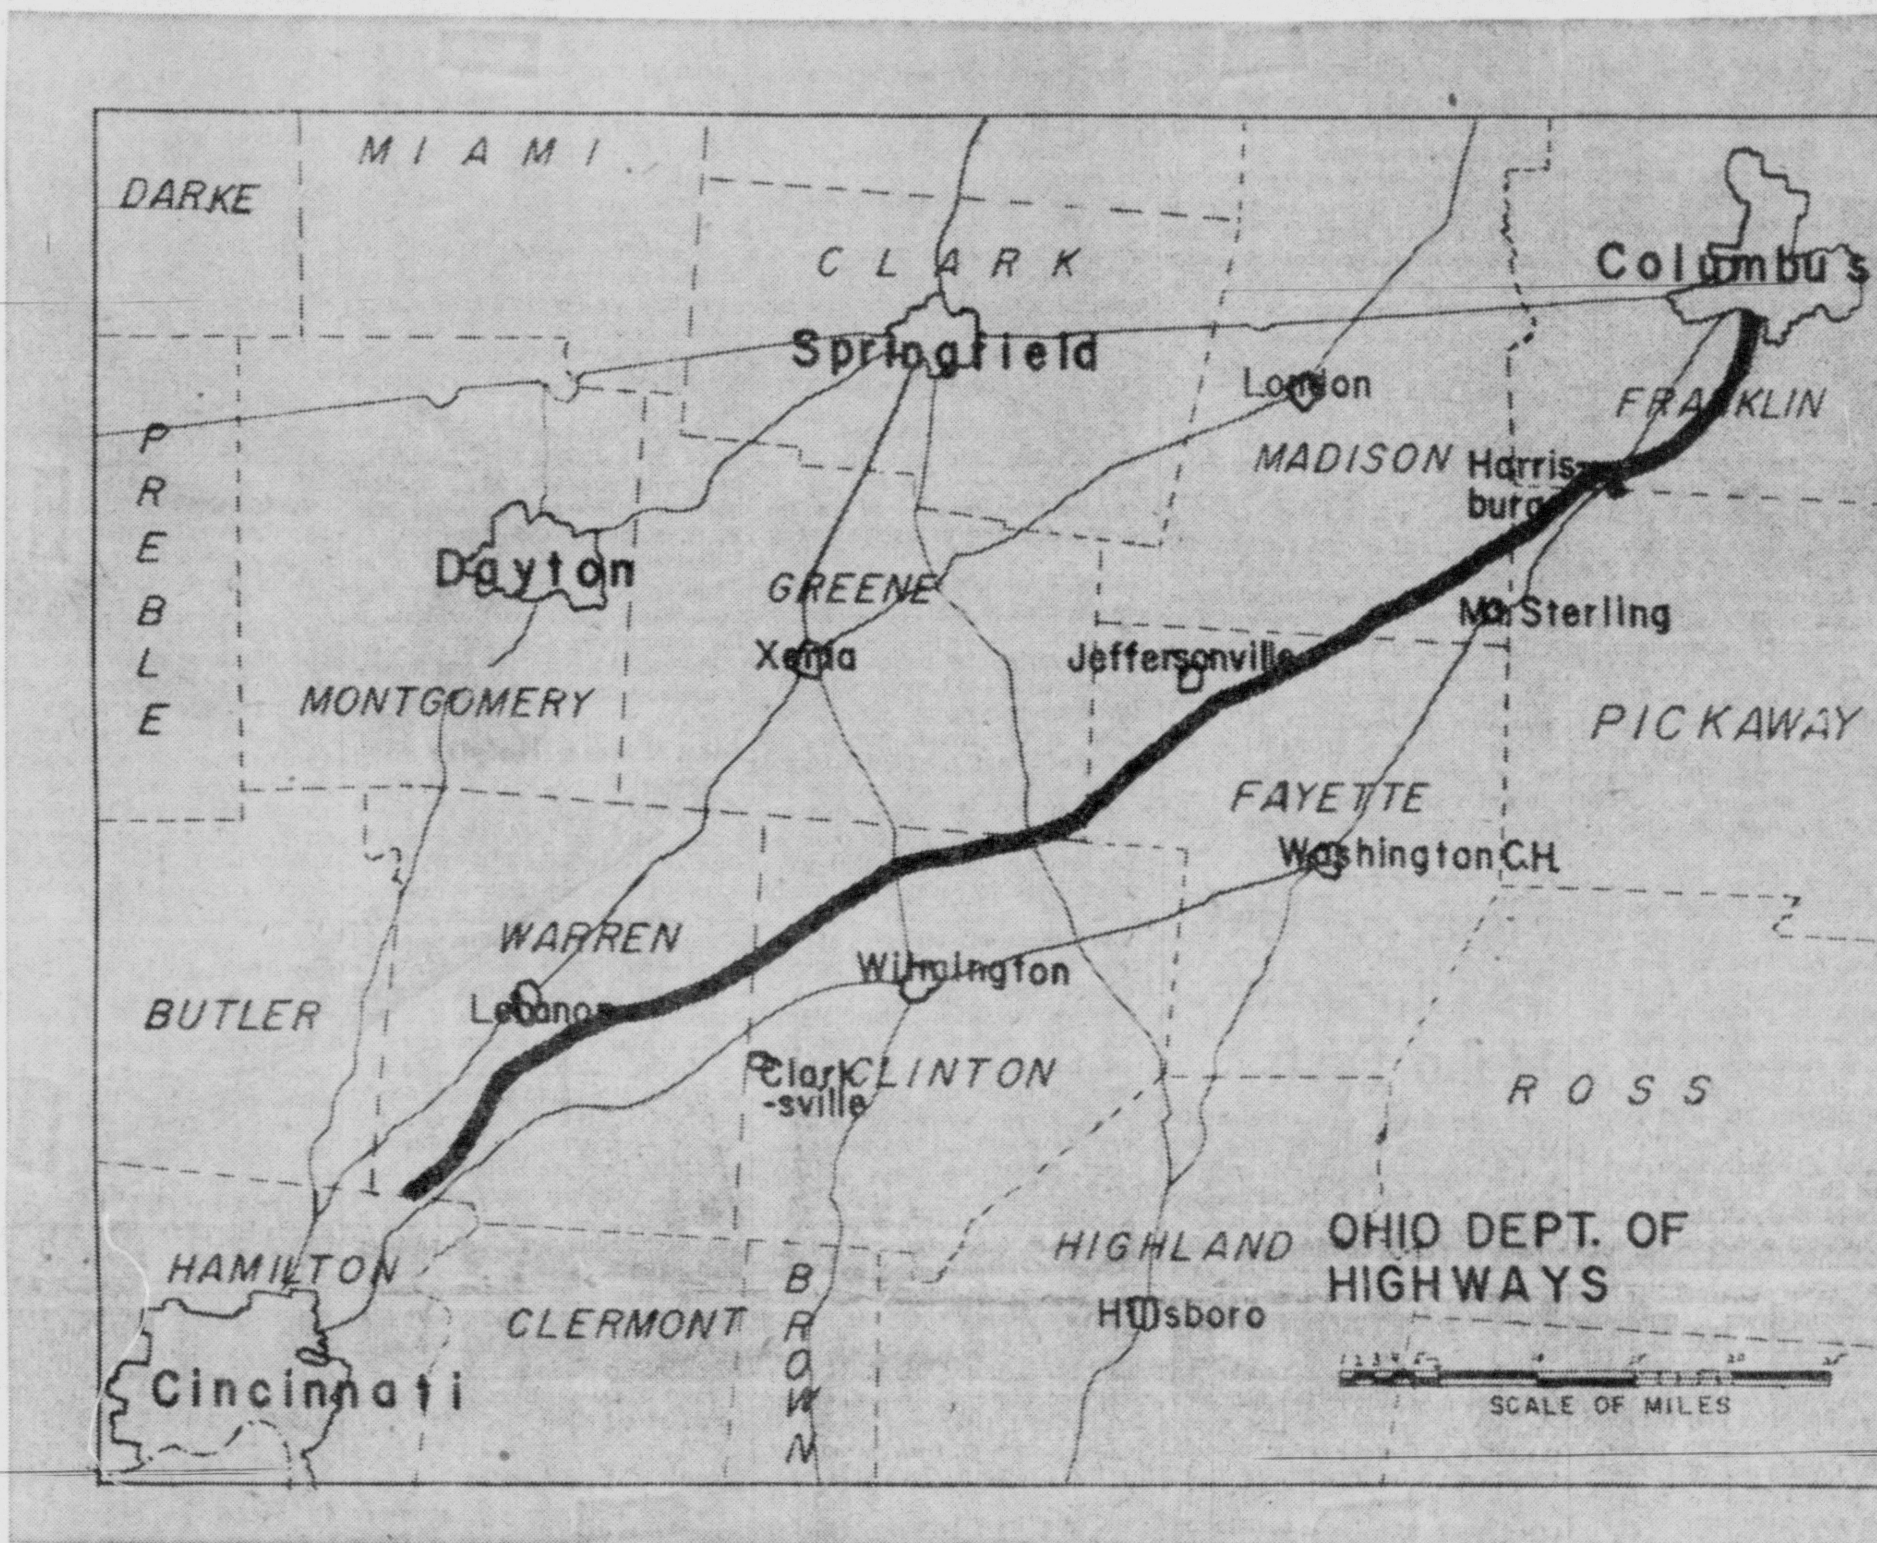 MIAMI
DARKE
CLARK
Columbus
Springfield
London
FRANKLIN
PREBLE
MADISON
Harris-
burg
Dayton
GREENE
Mt. Sterling
Xenia
Jeffersonville
MONTGOMERY
PICKAWAY
FAYETTE
Washington C.H.
WARREN
Wilmington
Lebanon
BUTLER
Clark
-sville
CLINTON
ROSS
OHIO DEPT. OF
HIGHWAYS
HIGHLAND
HAMILTON
BROWN
CLERMONT
Hillsboro
Cincinnati
SCALE OF MILES